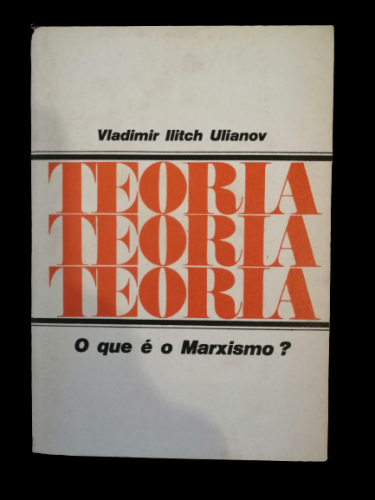 Vladimir Ilitch Ulianov
TEORIA
TEORIA
TEORIA
O que é o Marxismo?